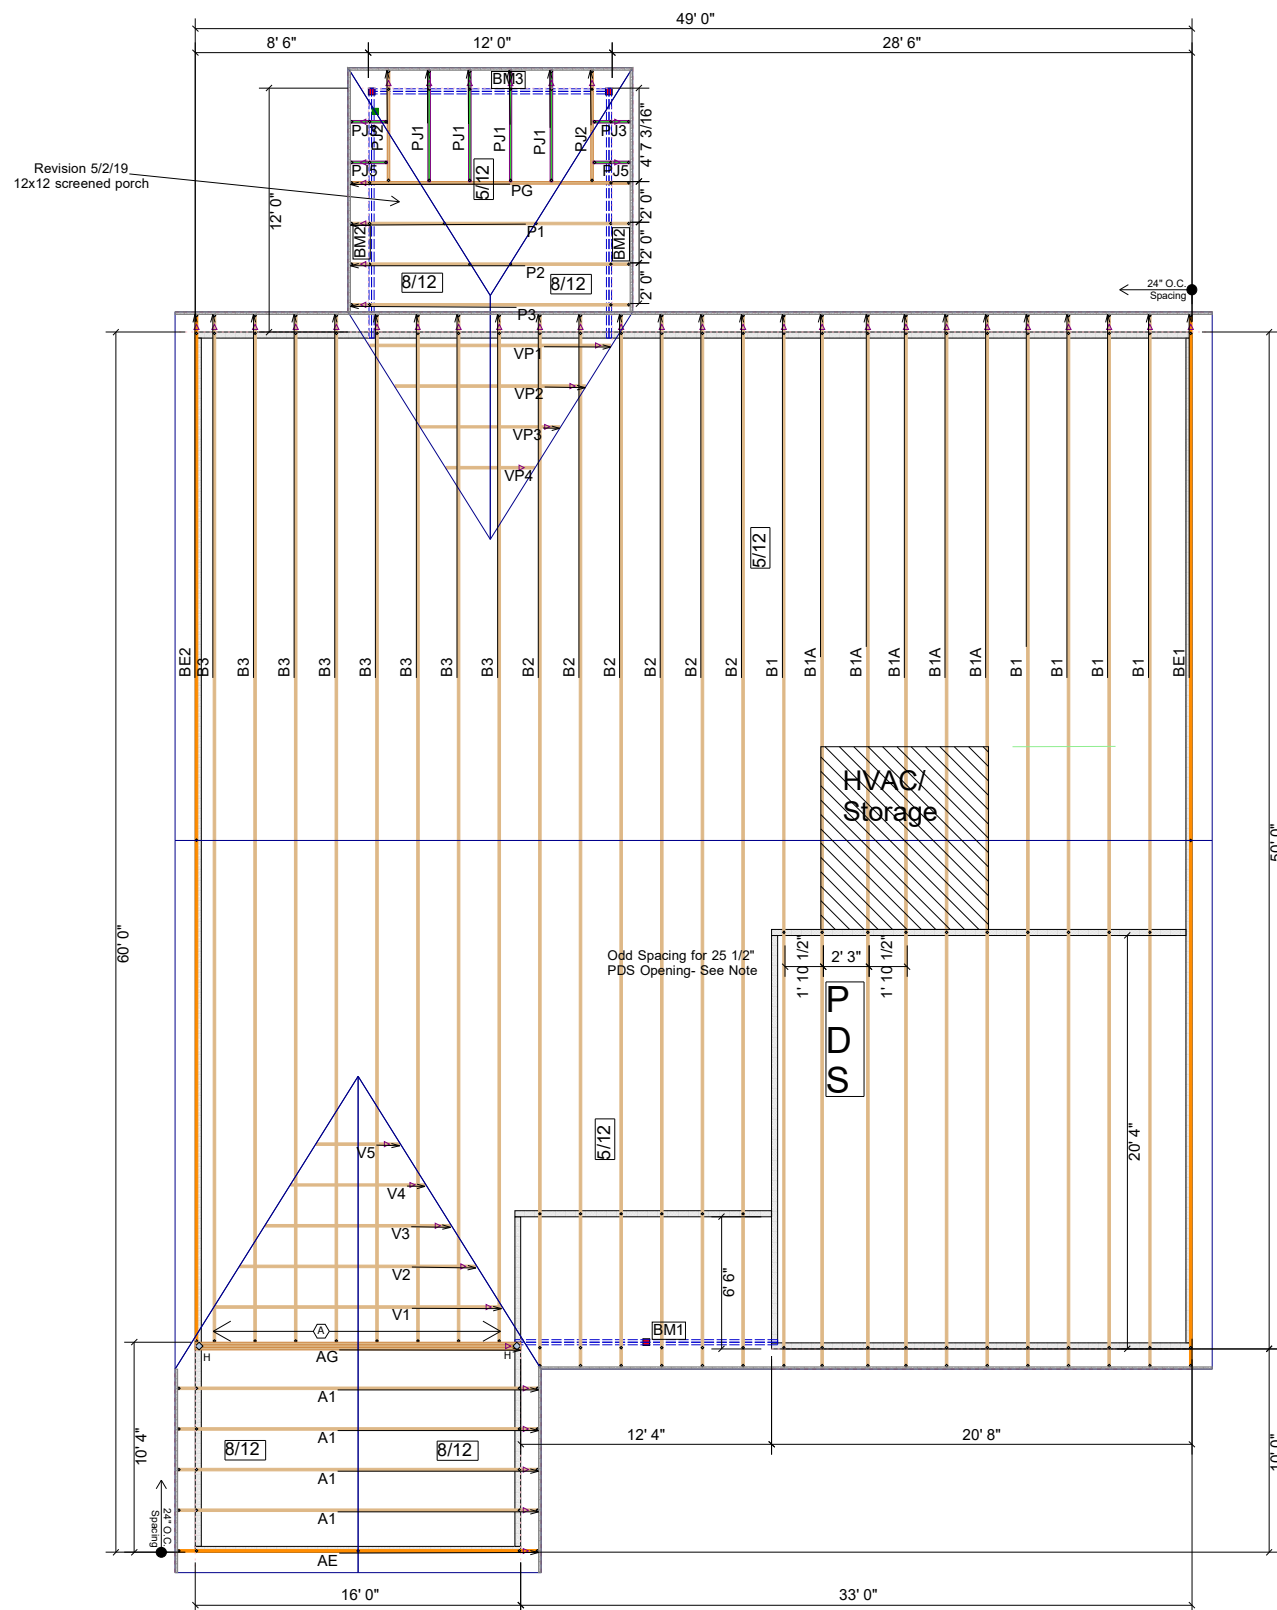 49' 0"
8' 6"
12' 0"
28' 6"
BM3
PJ3
PJ2
PJ1
PJ1
PJ1
PJ1
PJ2
PJ3
4' 7 3/16"
Revision 5/2/19
12x12 screened porch
PJ5
5/12
PJ5
PG
12' 0"
2' 0"
P1
BM2
BM2
2' 0"
P2
8/12
8/12
2' 0"
24" O.C.
Spacing
P3
VP1
VP2
VP3
VP4
5/12
BE2
B3
B3
B3
B3
B3
B3
B3
B3
B2
B2
B2
B2
B2
B2
B1
B1A
B1A
B1A
B1A
B1A
B1
B1
B1
B1
BE1
HVAC/
Storage
50' 0"
60' 0"
Odd Spacing for 25 1/2"
PDS Opening- See Note
1' 10 1/2"
2' 3"
1' 10 1/2"
P
D
S
20' 4"
5/12
V5
V4
V3
V2
6' 6"
V1
A
BM1
H
AG
H
A1
A1
8/12
8/12
12' 4"
20' 8"
10' 4"
10' 0"
A1
A1
24" O.C.
Spacing
AE
16' 0"
33' 0"